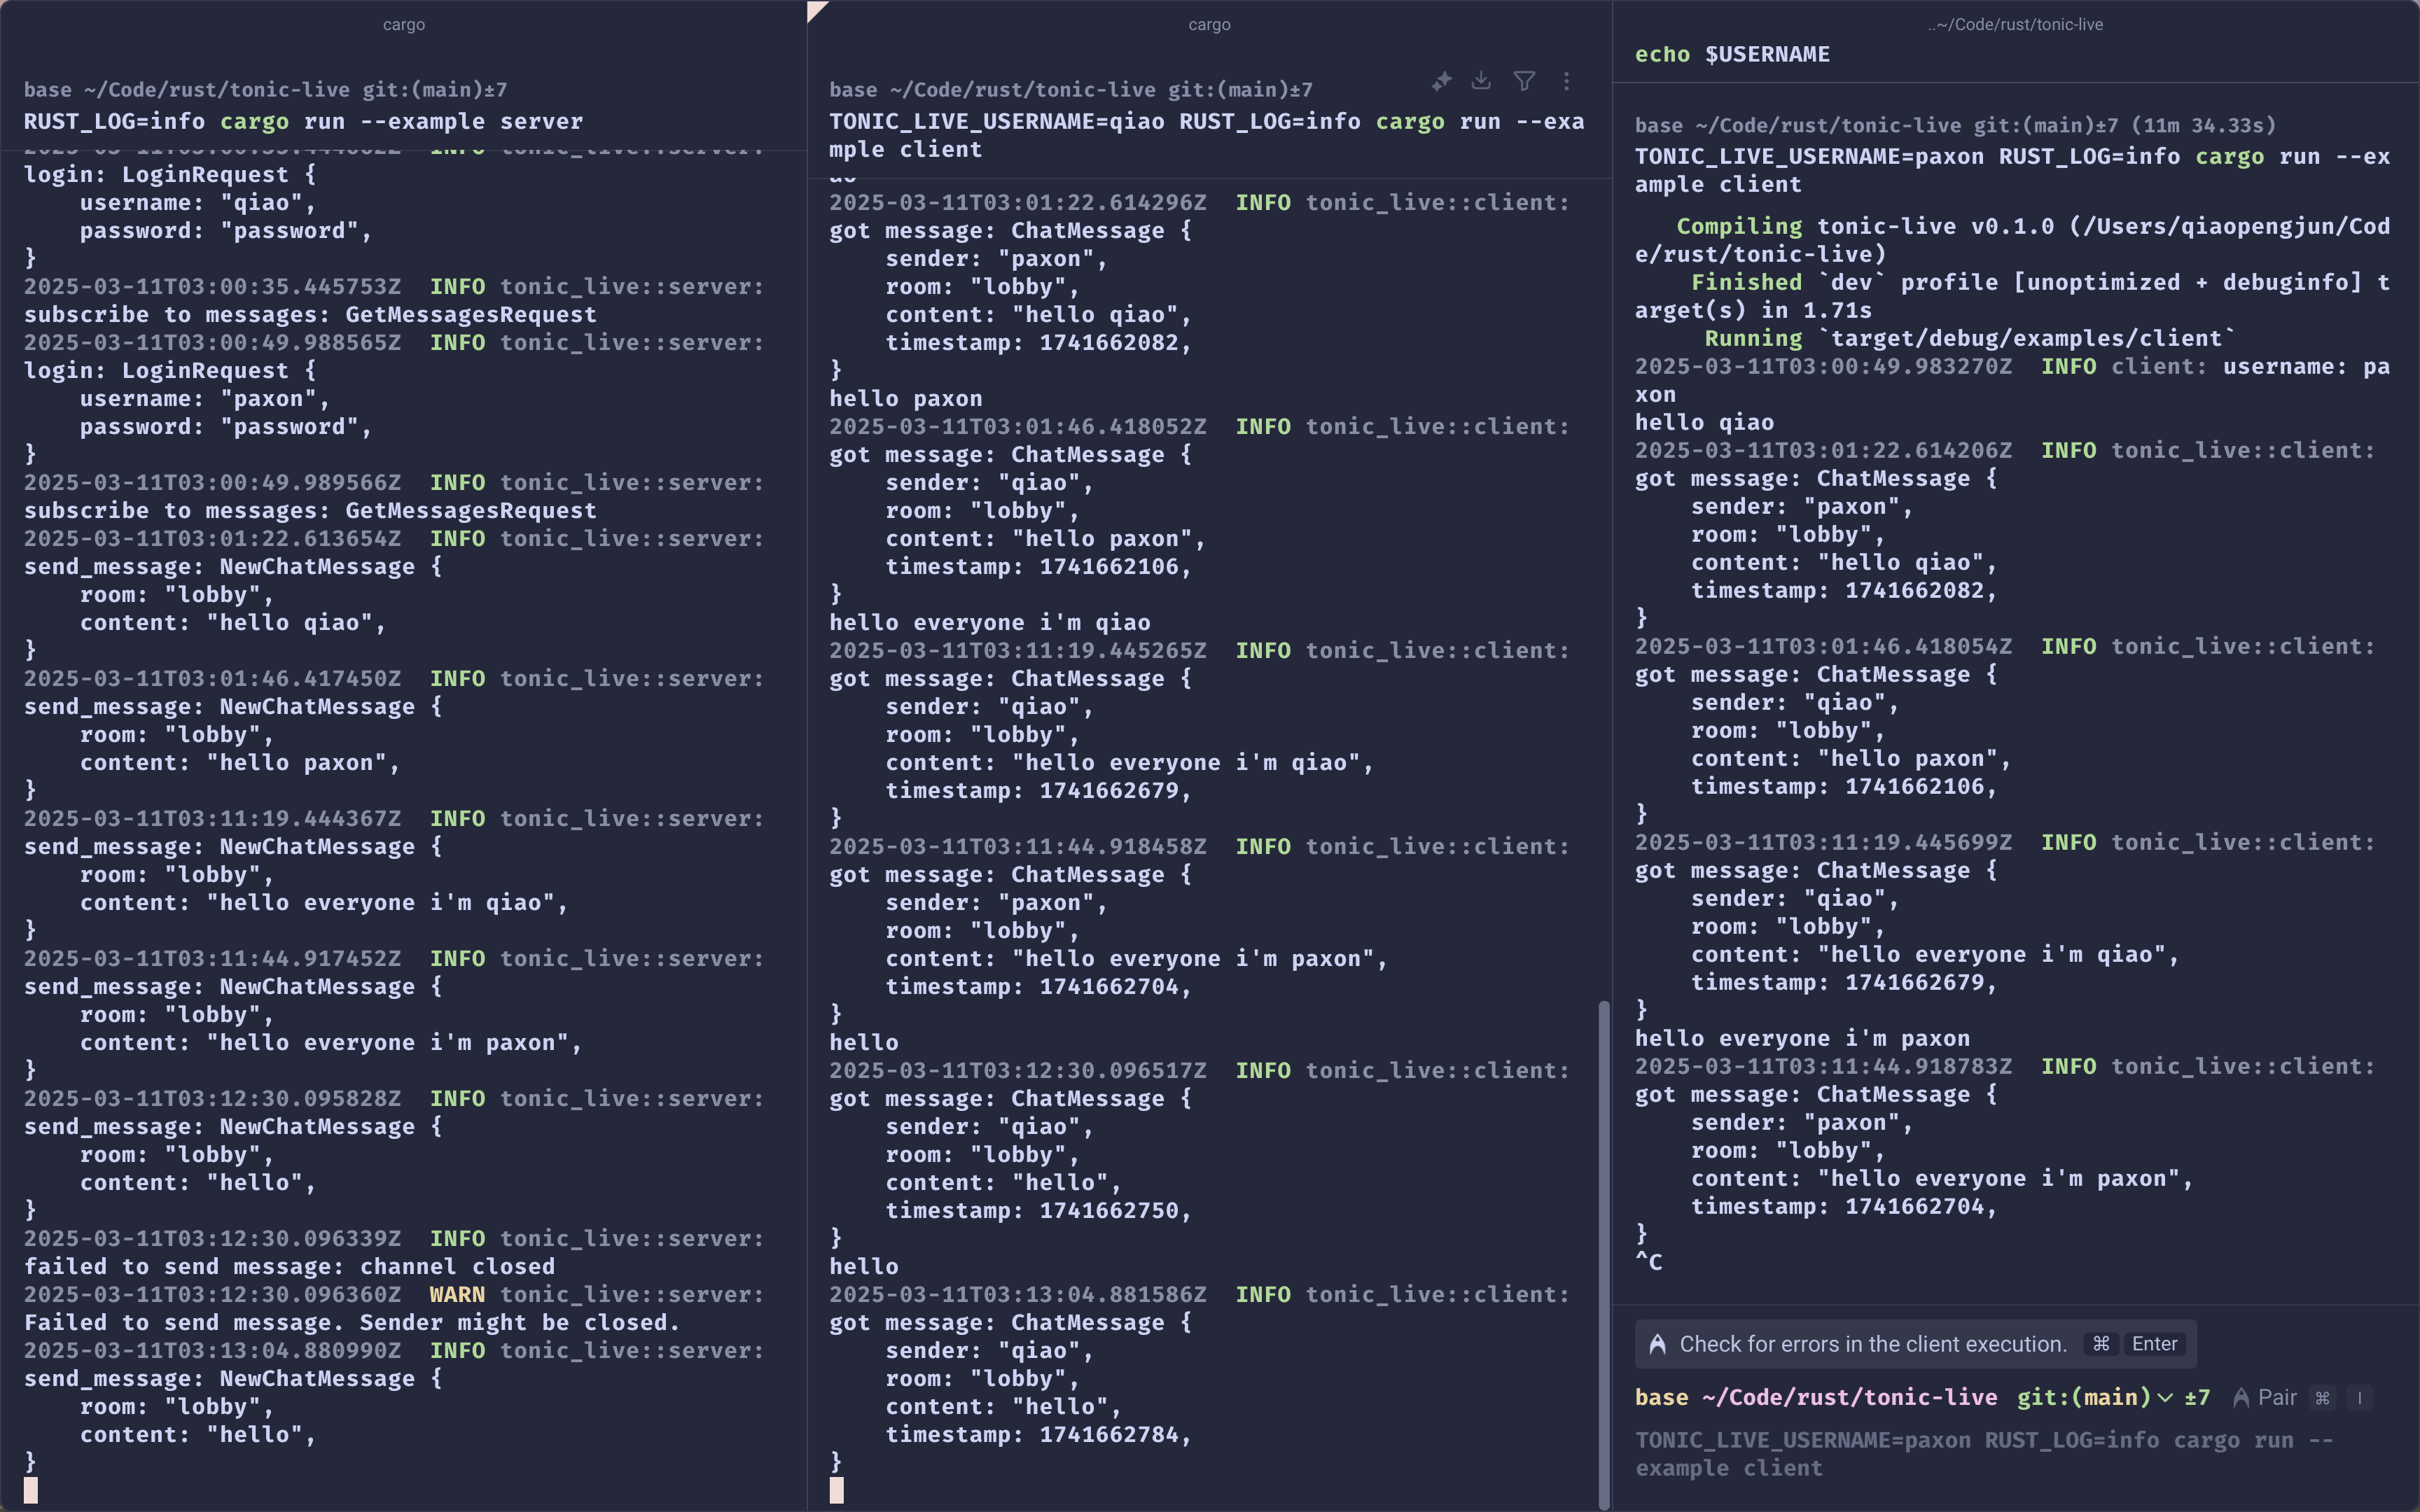 cargo
base ~/Code/rust/tonic-live git:(main)±7
RUST_LOG=info cargo run --example server
login: LoginRequest {
    username: "qiao",
    password: "password",
}
2025-03-11T03:00:35.445753Z  INFO tonic_live::server:
subscribe to messages: GetMessagesRequest
2025-03-11T03:00:49.988565Z  INFO tonic_live::server:
login: LoginRequest {
    username: "paxon",
    password: "password",
}
2025-03-11T03:00:49.989566Z  INFO tonic_live::server:
subscribe to messages: GetMessagesRequest
2025-03-11T03:01:22.613654Z  INFO tonic_live::server:
send_message: NewChatMessage {
    room: "lobby",
    content: "hello qiao",
}
2025-03-11T03:01:46.417450Z  INFO tonic_live::server:
send_message: NewChatMessage {
    room: "lobby",
    content: "hello paxon",
}
2025-03-11T03:11:19.444367Z  INFO tonic_live::server:
send_message: NewChatMessage {
    room: "lobby",
    content: "hello everyone i'm qiao",
}
2025-03-11T03:11:44.917452Z  INFO tonic_live::server:
send_message: NewChatMessage {
    room: "lobby",
    content: "hello everyone i'm paxon",
}
2025-03-11T03:12:30.095828Z  INFO tonic_live::server:
send_message: NewChatMessage {
    room: "lobby",
    content: "hello",
}
2025-03-11T03:12:30.096339Z  INFO tonic_live::server:
failed to send message: channel closed
2025-03-11T03:12:30.096360Z  WARN tonic_live::server:
Failed to send message. Sender might be closed.
2025-03-11T03:13:04.880990Z  INFO tonic_live::server:
send_message: NewChatMessage {
    room: "lobby",
    content: "hello",
}
cargo
base ~/Code/rust/tonic-live git:(main)±7
TONIC_LIVE_USERNAME=qiao RUST_LOG=info cargo run --exa
mple client
2025-03-11T03:01:22.614296Z  INFO tonic_live::client:
got message: ChatMessage {
    sender: "paxon",
    room: "lobby",
    content: "hello qiao",
    timestamp: 1741662082,
}
hello paxon
2025-03-11T03:01:46.418052Z  INFO tonic_live::client:
got message: ChatMessage {
    sender: "qiao",
    room: "lobby",
    content: "hello paxon",
    timestamp: 1741662106,
}
hello everyone i'm qiao
2025-03-11T03:11:19.445265Z  INFO tonic_live::client:
got message: ChatMessage {
    sender: "qiao",
    room: "lobby",
    content: "hello everyone i'm qiao",
    timestamp: 1741662679,
}
2025-03-11T03:11:44.918458Z  INFO tonic_live::client:
got message: ChatMessage {
    sender: "paxon",
    room: "lobby",
    content: "hello everyone i'm paxon",
    timestamp: 1741662704,
}
hello
2025-03-11T03:12:30.096517Z  INFO tonic_live::client:
got message: ChatMessage {
    sender: "qiao",
    room: "lobby",
    content: "hello",
    timestamp: 1741662750,
}
hello
2025-03-11T03:13:04.881586Z  INFO tonic_live::client:
got message: ChatMessage {
    sender: "qiao",
    room: "lobby",
    content: "hello",
    timestamp: 1741662784,
}
..~/Code/rust/tonic-live
echo $USERNAME
base ~/Code/rust/tonic-live git:(main)±7 (11m 34.33s)
TONIC_LIVE_USERNAME=paxon RUST_LOG=info cargo run --ex
ample client
   Compiling tonic-live v0.1.0 (/Users/qiaopengjun/Cod
e/rust/tonic-live)
    Finished `dev` profile [unoptimized + debuginfo] t
arget(s) in 1.71s
     Running `target/debug/examples/client`
2025-03-11T03:00:49.983270Z  INFO client: username: pa
xon
hello qiao
2025-03-11T03:01:22.614206Z  INFO tonic_live::client:
got message: ChatMessage {
    sender: "paxon",
    room: "lobby",
    content: "hello qiao",
    timestamp: 1741662082,
}
2025-03-11T03:01:46.418054Z  INFO tonic_live::client:
got message: ChatMessage {
    sender: "qiao",
    room: "lobby",
    content: "hello paxon",
    timestamp: 1741662106,
}
2025-03-11T03:11:19.445699Z  INFO tonic_live::client:
got message: ChatMessage {
    sender: "qiao",
    room: "lobby",
    content: "hello everyone i'm qiao",
    timestamp: 1741662679,
}
hello everyone i'm paxon
2025-03-11T03:11:44.918783Z  INFO tonic_live::client:
got message: ChatMessage {
    sender: "paxon",
    room: "lobby",
    content: "hello everyone i'm paxon",
    timestamp: 1741662704,
}
^C
Check for errors in the client execution. ⌘ Enter
base ~/Code/rust/tonic-live git:(main) ±7 Pair ⌘ I
TONIC_LIVE_USERNAME=paxon RUST_LOG=info cargo run --
example client